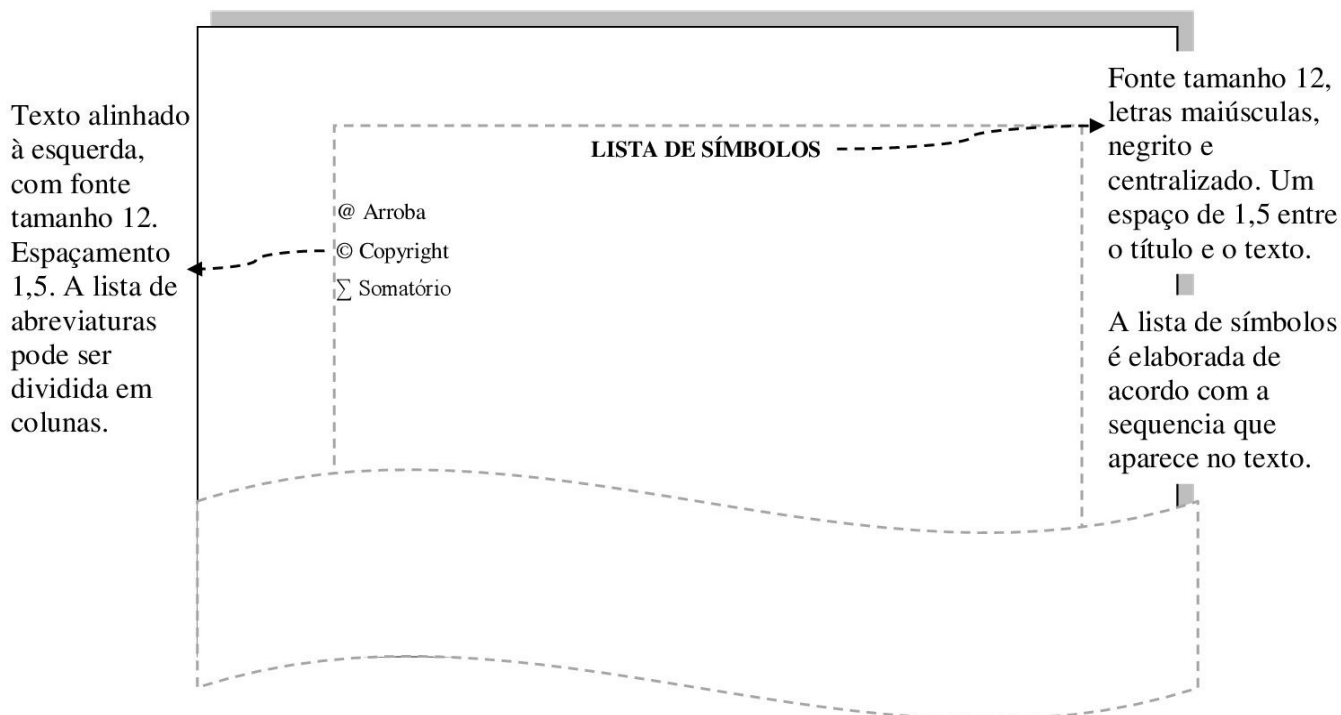 Texto alinhado
à esquerda,
com fonte
tamanho 12.
Espaçamento
1,5. A lista de
abreviaturas
pode ser
dividida em
colunas.
LISTA DE SÍMBOLOS
@ Arroba
© Copyright
∑ Somatório
Fonte tamanho 12,
letras maiúsculas,
negrito e
centralizado. Um
espaço de 1,5 entre
o título e o texto.
A lista de símbolos
é elaborada de
acordo com a
sequencia que
aparece no texto.